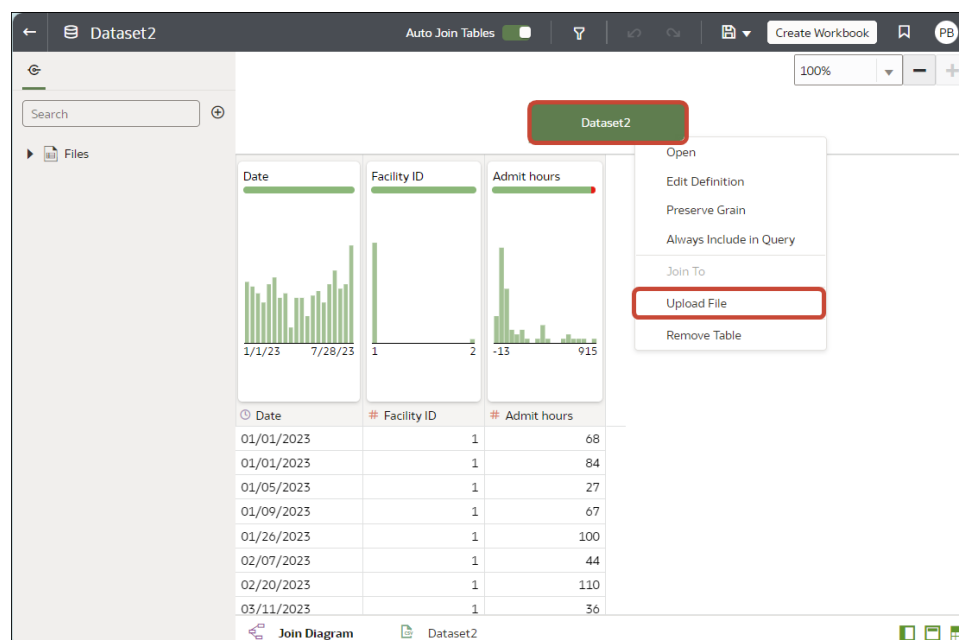 Dataset2 Auto Join Tables Create Workbook PB
100%
Search
Files
Dataset2
Open
Edit Definition
Preserve Grain
Always Include in Query
Join To
Upload File
Remove Table
Date Facility ID Admit hours
1/1/23 7/28/23 1 2 -13 915
Date # Facility ID # Admit hours
01/01/2023 1 68
01/01/2023 1 84
01/05/2023 1 27
01/09/2023 1 67
01/26/2023 1 100
02/07/2023 1 44
02/20/2023 1 110
03/11/2023 1 36
Join Diagram Dataset2